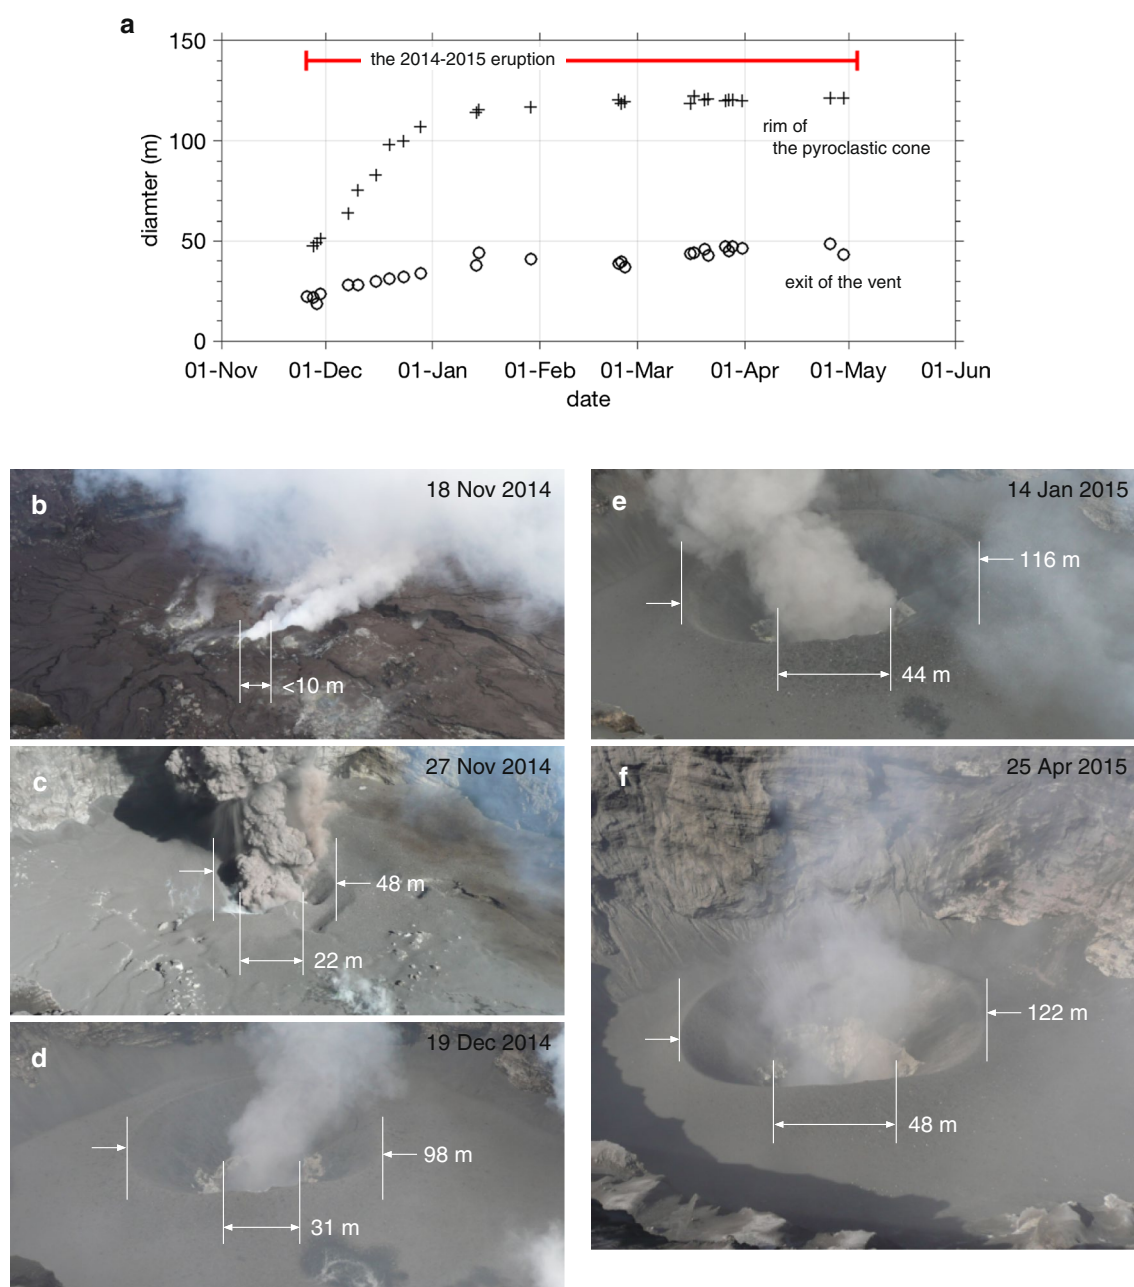 a
150
the 2014-2015 eruption
100
rim of
the pyroclastic cone
diamter (m)
50
exit of the vent
0
01-Nov 01-Dec 01-Jan 01-Feb 01-Mar 01-Apr 01-May 01-Jun
date
b
18 Nov 2014
<10 m
c
27 Nov 2014
48 m
22 m
d
19 Dec 2014
98 m
31 m
e
14 Jan 2015
116 m
44 m
f
25 Apr 2015
122 m
48 m